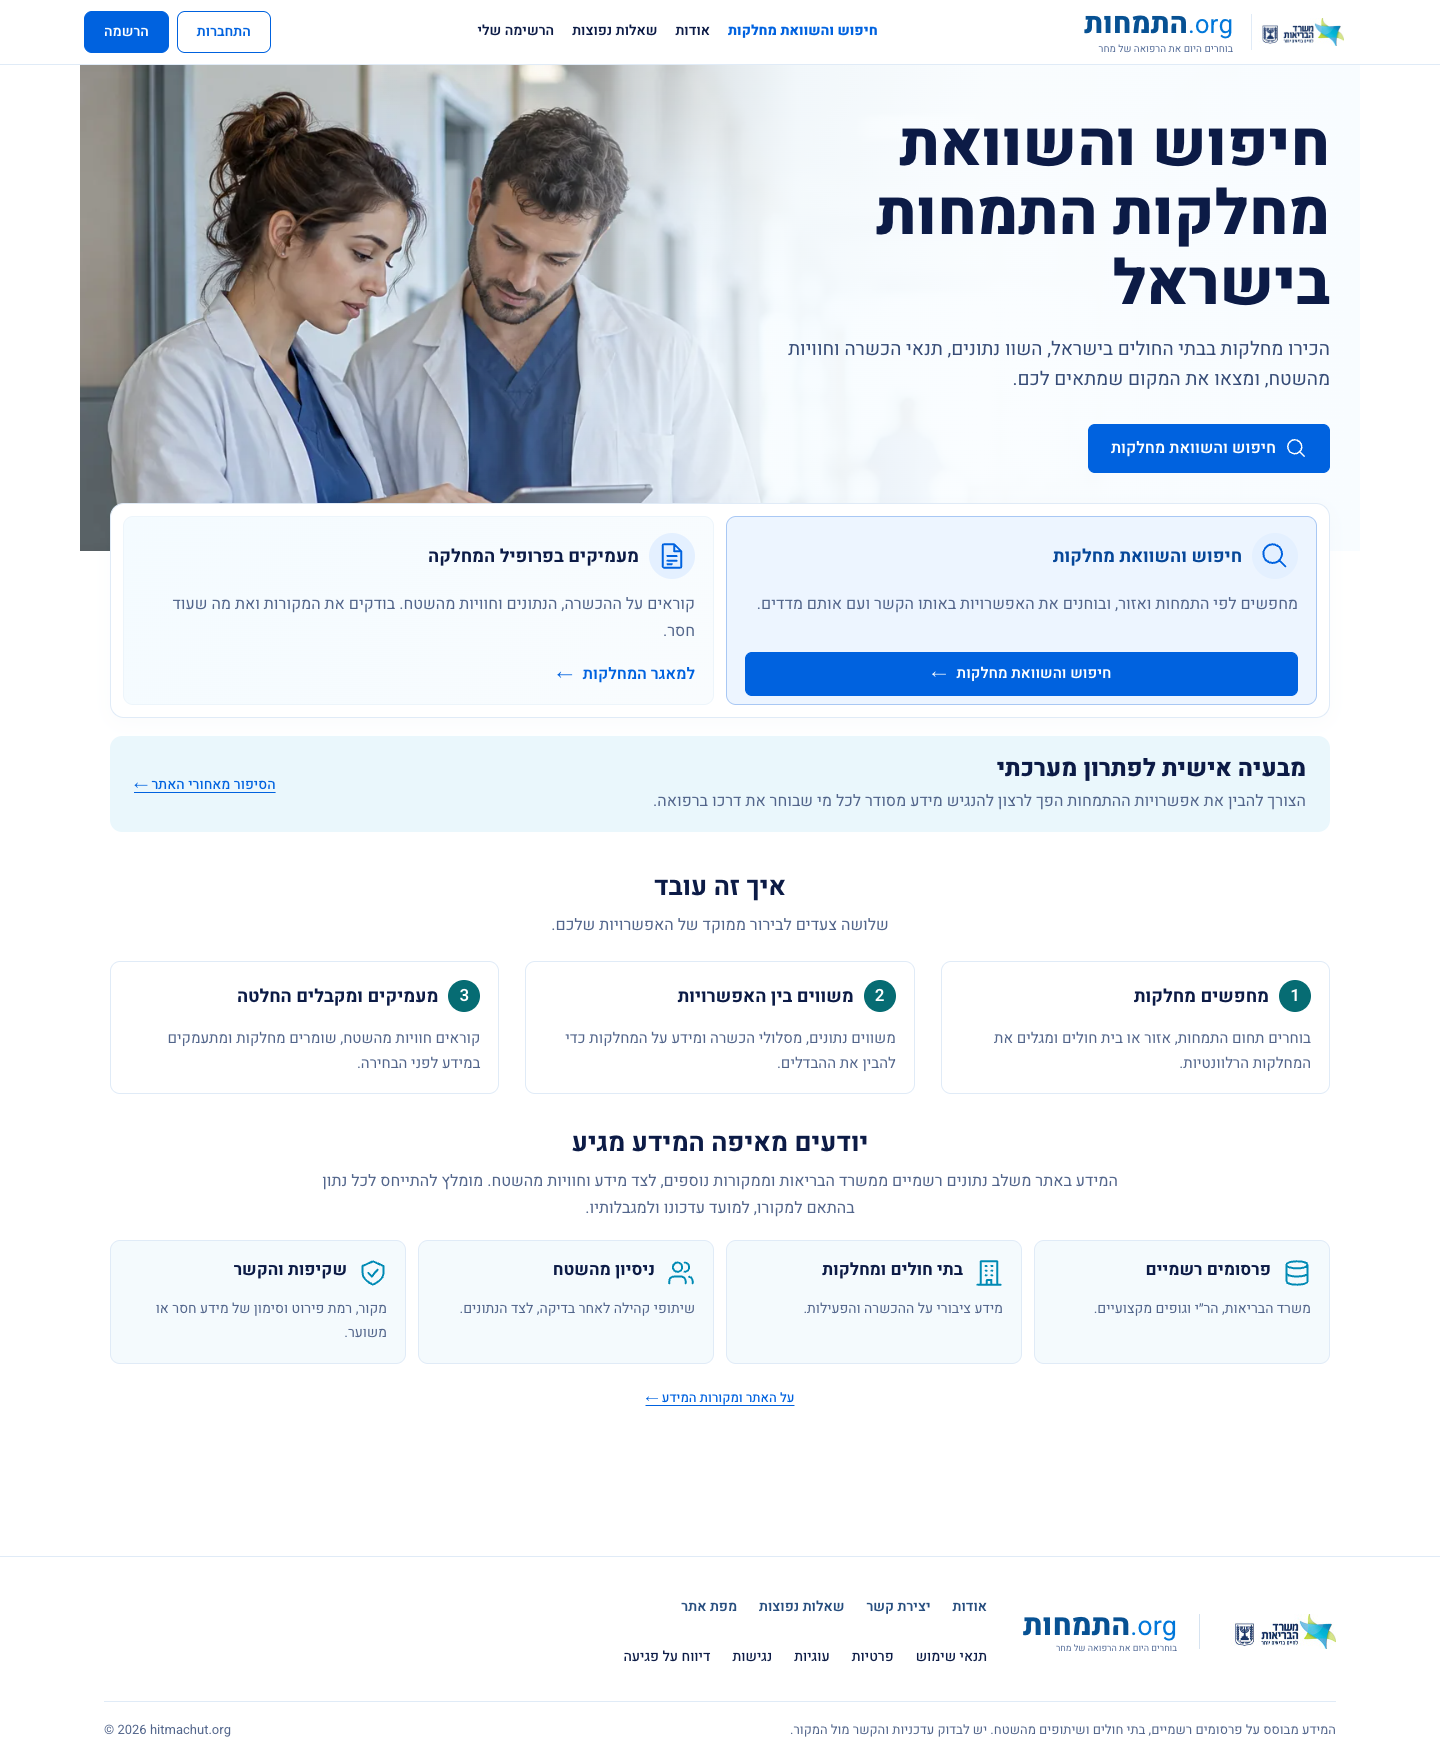 משרד
הבריאות
לחיים בריאים יותר
התמחות.org
בוחרים היום את הרפואה של מחר
חיפוש והשוואת מחלקות
אודות
שאלות נפוצות
הרשימה שלי
התחברות
הרשמה
חיפוש והשוואת
מחלקות התמחות
בישראל
הכירו מחלקות בבתי החולים בישראל, השוו נתונים, תנאי הכשרה וחוויות
מהשטח, ומצאו את המקום שמתאים לכם.
חיפוש והשוואת מחלקות
חיפוש והשוואת מחלקות
מחפשים לפי התמחות ואזור, ובוחנים את האפשרויות באותו הקשר ועם אותם מדדים.
חיפוש והשוואת מחלקות ←
מעמיקים בפרופיל המחלקה
קוראים על ההכשרה, הנתונים וחוויות מהשטח. בודקים את המקורות ואת מה שעוד
חסר.
למאגר המחלקות ←
מבעיה אישית לפתרון מערכתי
הצורך להבין את אפשרויות ההתמחות הפך לרצון להנגיש מידע מסודר לכל מי שבוחר את דרכו ברפואה.
הסיפור מאחורי האתר ←
איך זה עובד
שלושה צעדים לבירור ממוקד של האפשרויות שלכם.
1 מחפשים מחלקות
בוחרים תחום התמחות, אזור או בית חולים ומגלים את
המחלקות הרלוונטיות.
2 משווים בין האפשרויות
משווים נתונים, מסלולי הכשרה ומידע על המחלקות כדי
להבין את ההבדלים.
3 מעמיקים ומקבלים החלטה
קוראים חוויות מהשטח, שומרים מחלקות ומתעמקים
במידע לפני הבחירה.
יודעים מאיפה המידע מגיע
המידע באתר משלב נתונים רשמיים ממשרד הבריאות וממקורות נוספים, לצד מידע וחוויות מהשטח. מומלץ להתייחס לכל נתון
בהתאם למקורו, למועד עדכונו ולמגבלותיו.
פרסומים רשמיים
משרד הבריאות, הר״י וגופים מקצועיים.
בתי חולים ומחלקות
מידע ציבורי על ההכשרה והפעילות.
ניסיון מהשטח
שיתופי קהילה לאחר בדיקה, לצד הנתונים.
שקיפות והקשר
מקור, רמת פירוט וסימון של מידע חסר או
משוער.
על האתר ומקורות המידע ←
משרד
הבריאות
לחיים בריאים יותר
התמחות.org
בוחרים היום את הרפואה של מחר
אודות
יצירת קשר
שאלות נפוצות
מפת אתר
תנאי שימוש
פרטיות
עוגיות
נגישות
דיווח על פגיעה
המידע מבוסס על פרסומים רשמיים, בתי חולים ושיתופים מהשטח. יש לבדוק עדכניות והקשר מול המקור.
© 2026 hitmachut.org